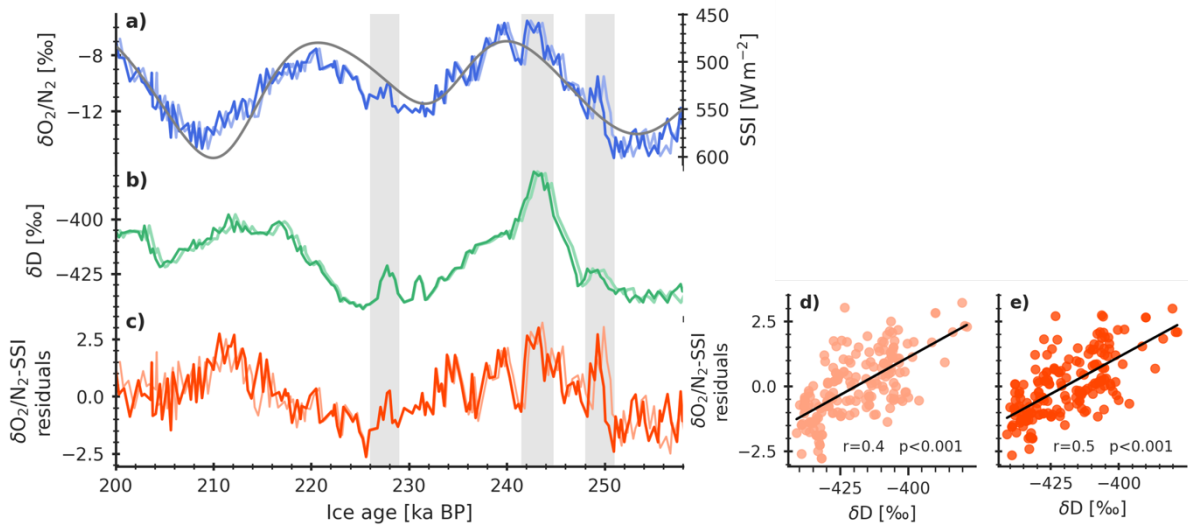 a)
−8
−12
δO₂/N₂ [‰]
450
500
550
600
SSI [W m⁻²]
b)
−400
−425
δD [‰]
c)
2.5
0.0
−2.5
δO₂/N₂-SSI
residuals
200
210
220
230
240
250
Ice age [ka BP]
d)
2.5
0.0
−2.5
δO₂/N₂-SSI
residuals
r=0.4 p<0.001
−425
−400
δD [‰]
e)
r=0.5 p<0.001
−425
−400
δD [‰]